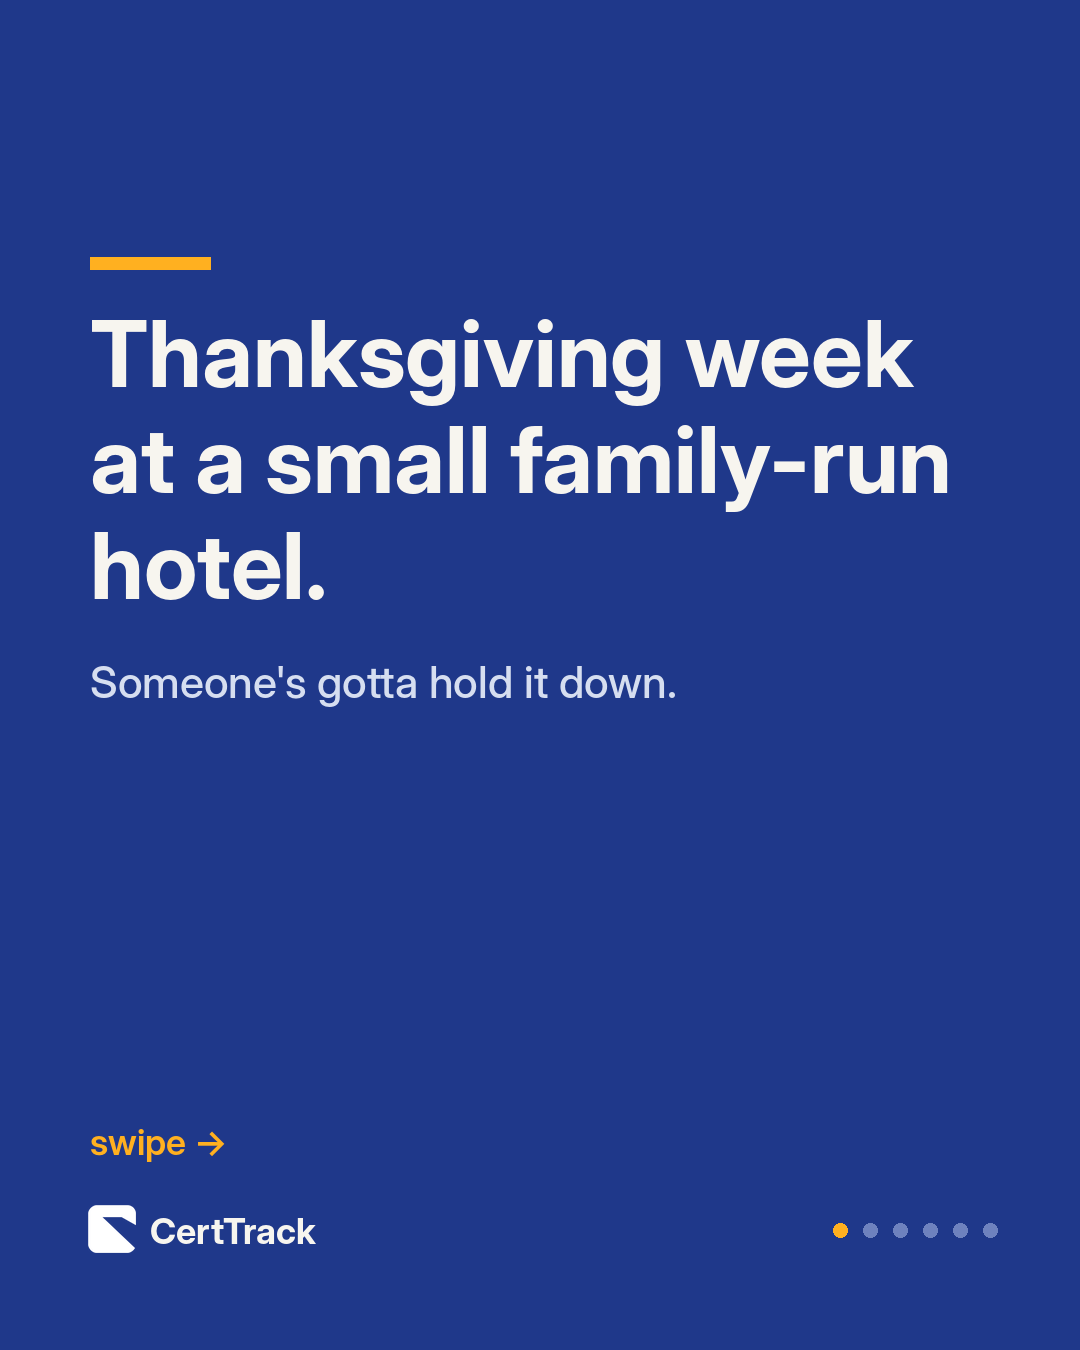 Thanksgiving week
at a small family-run
hotel.
Someone's gotta hold it down.
swipe →
CertTrack